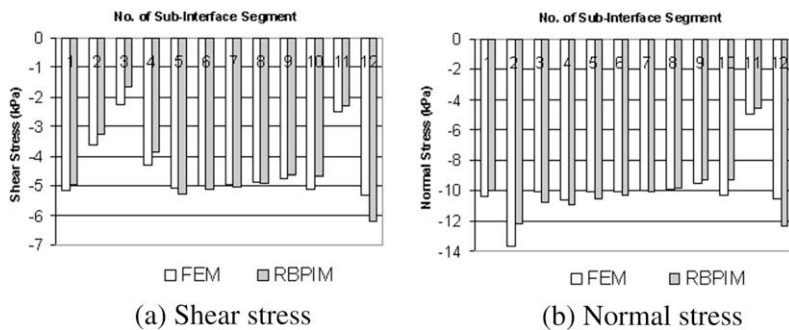 No. of Sub-Interface Segment
0
-1
-2
-3
-4
-5
-6
-7
Shear Stress (kPa)
1 2 3 4 5 6 7 8 9 10 11 12
FEM RBPIM
(a) Shear stress
No. of Sub-Interface Segment
0
-2
-4
-6
-8
-10
-12
-14
Normal Stress (kPa)
1 2 3 4 5 6 7 8 9 10 11 12
FEM RBPIM
(b) Normal stress